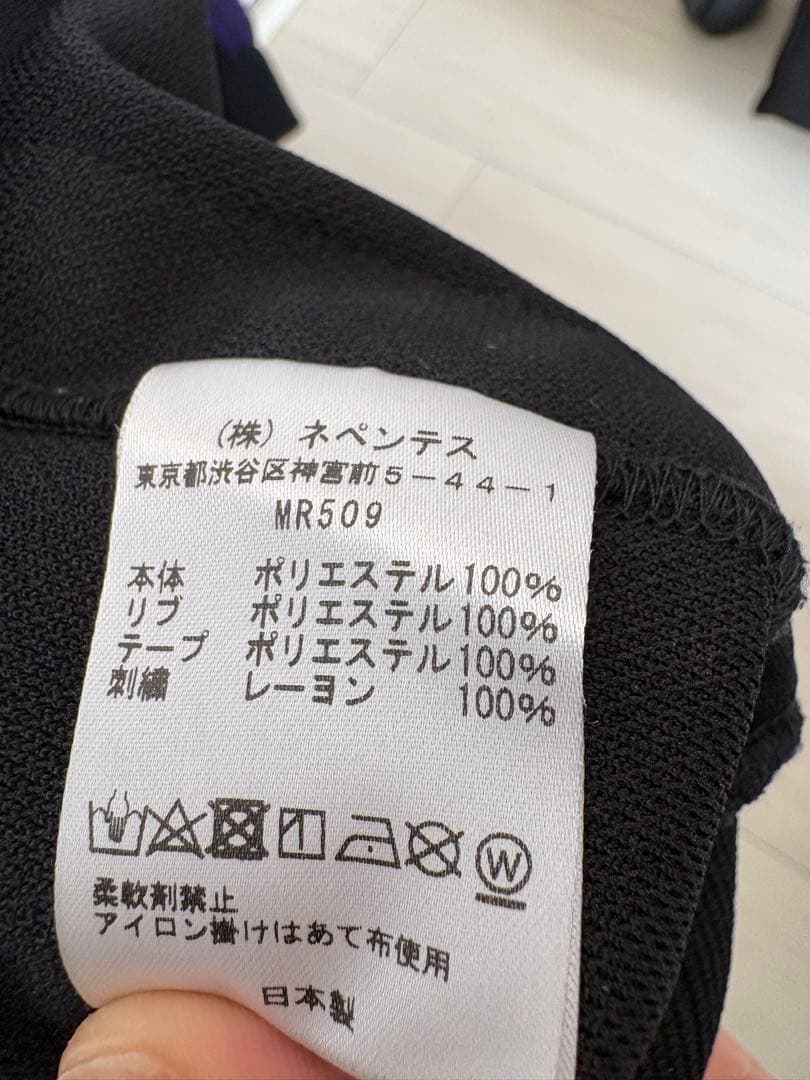 (株) ネペンテス
東京都渋谷区神宮前5-44-1
MR509
本体 ポリエステル100%
リブ ポリエステル100%
テープ ポリエステル100%
刺繍 レーヨン 100%
W
柔軟剤禁止
アイロン掛けはあて布使用
日本製